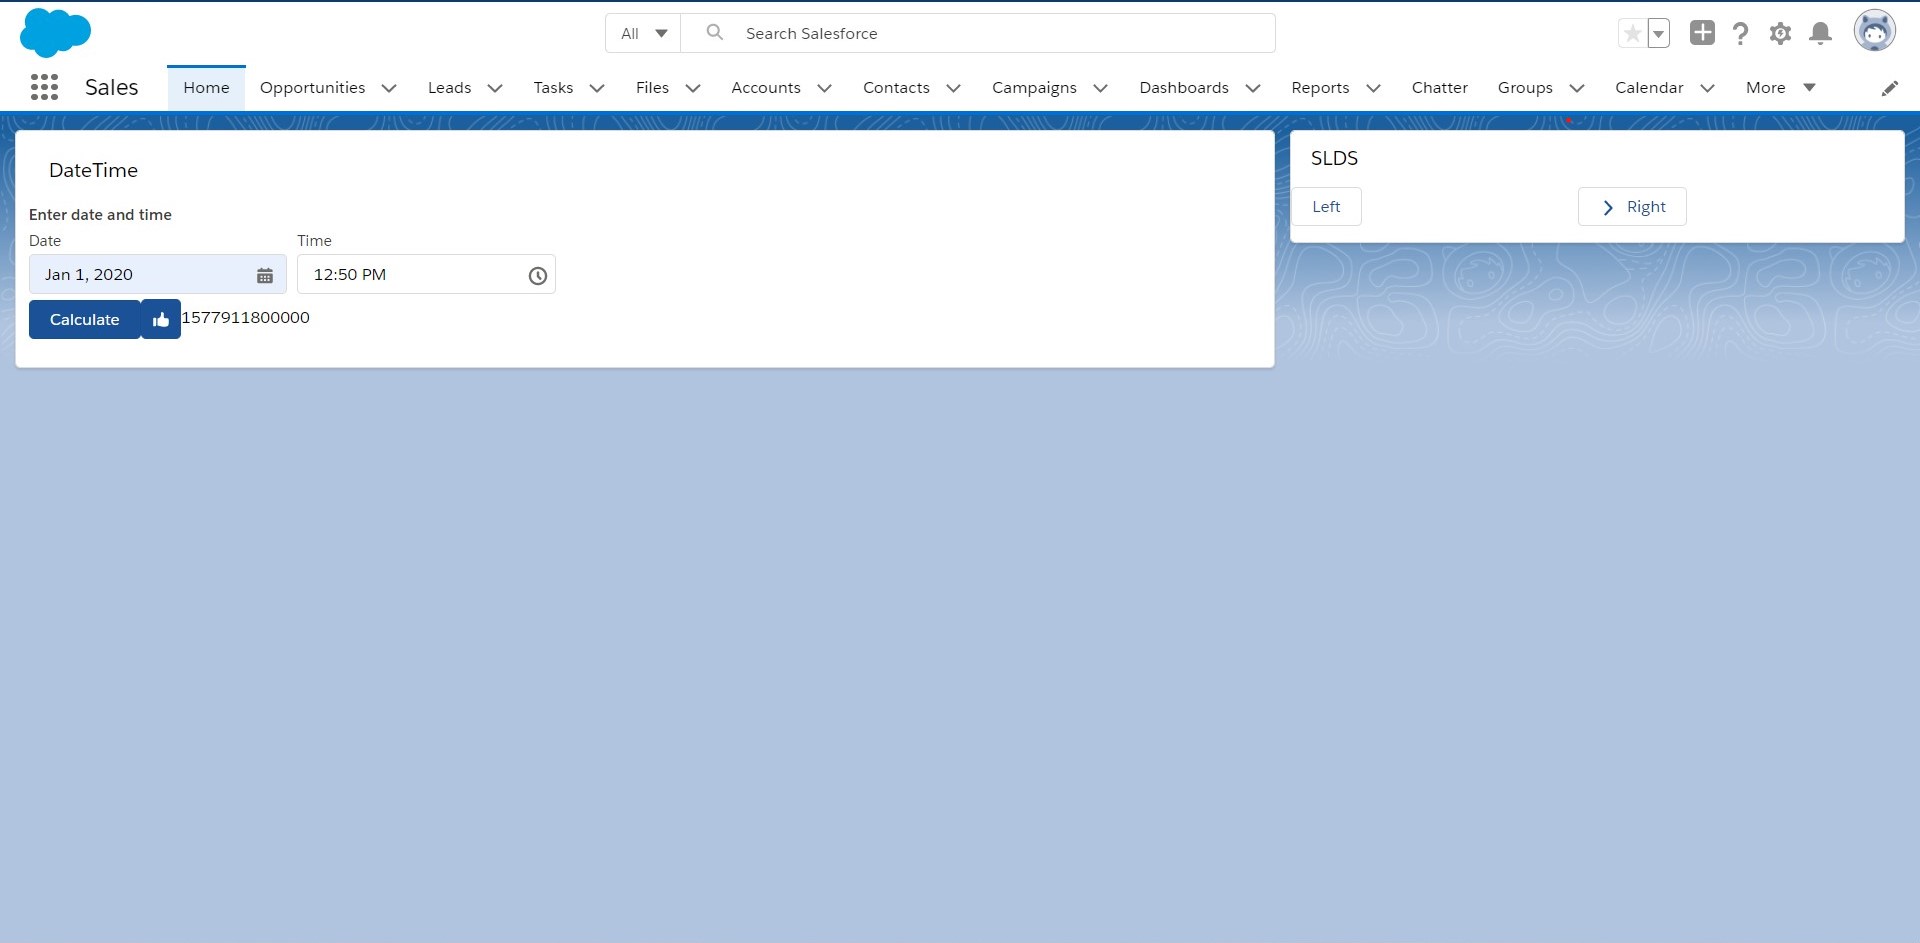 All
Search Salesforce
Sales
Home Opportunities Leads Tasks Files Accounts Contacts Campaigns Dashboards Reports Chatter Groups Calendar More
DateTime
Enter date and time
Date Time
Jan 1, 2020 12:50 PM
Calculate 1577911800000
SLDS
Left Right